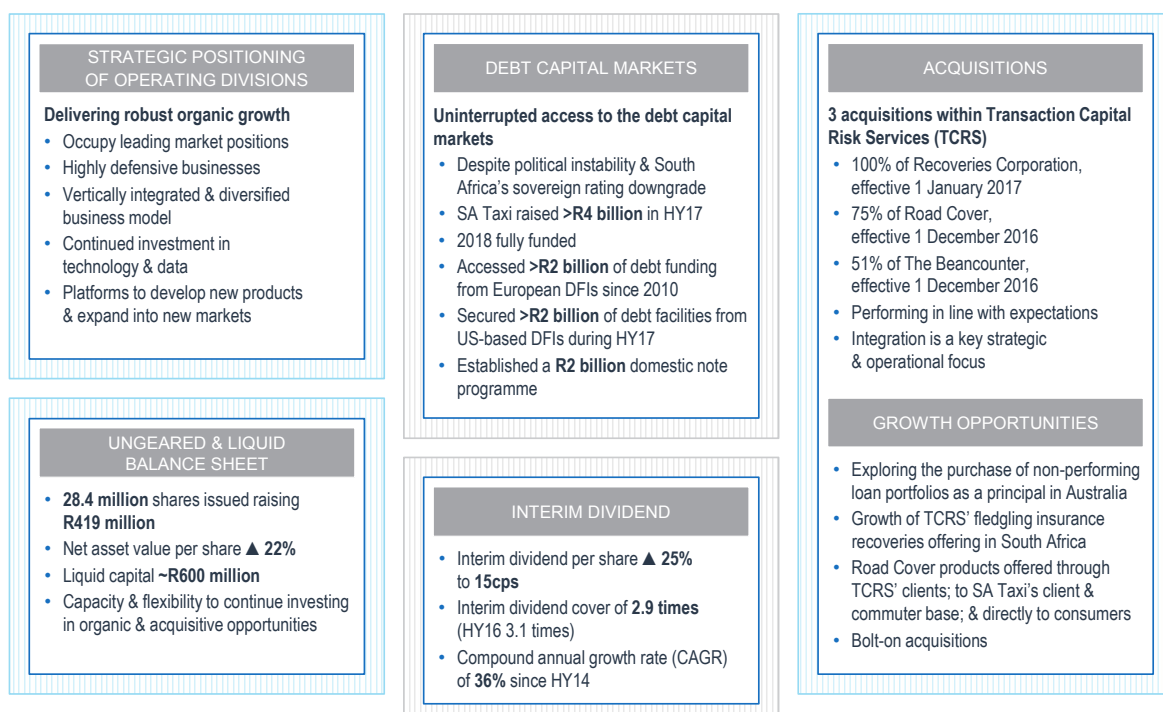 STRATEGIC POSITIONING
OF OPERATING DIVISIONS
Delivering robust organic growth
• Occupy leading market positions
• Highly defensive businesses
• Vertically integrated & diversified
business model
• Continued investment in
technology & data
• Platforms to develop new products
& expand into new markets
UNGEARED & LIQUID
BALANCE SHEET
• 28.4 million shares issued raising
R419 million
• Net asset value per share ▲ 22%
• Liquid capital ~R600 million
• Capacity & flexibility to continue investing
in organic & acquisitive opportunities
DEBT CAPITAL MARKETS
Uninterrupted access to the debt capital
markets
• Despite political instability & South
Africa’s sovereign rating downgrade
• SA Taxi raised >R4 billion in HY17
• 2018 fully funded
• Accessed >R2 billion of debt funding
from European DFIs since 2010
• Secured >R2 billion of debt facilities from
US-based DFIs during HY17
• Established a R2 billion domestic note
programme
INTERIM DIVIDEND
• Interim dividend per share ▲ 25%
to 15cps
• Interim dividend cover of 2.9 times
(HY16 3.1 times)
• Compound annual growth rate (CAGR)
of 36% since HY14
ACQUISITIONS
3 acquisitions within Transaction Capital
Risk Services (TCRS)
• 100% of Recoveries Corporation,
effective 1 January 2017
• 75% of Road Cover,
effective 1 December 2016
• 51% of The Beancounter,
effective 1 December 2016
• Performing in line with expectations
• Integration is a key strategic
& operational focus
GROWTH OPPORTUNITIES
• Exploring the purchase of non-performing
loan portfolios as a principal in Australia
• Growth of TCRS’ fledgling insurance
recoveries offering in South Africa
• Road Cover products offered through
TCRS’ clients; to SA Taxi’s client &
commuter base; & directly to consumers
• Bolt-on acquisitions